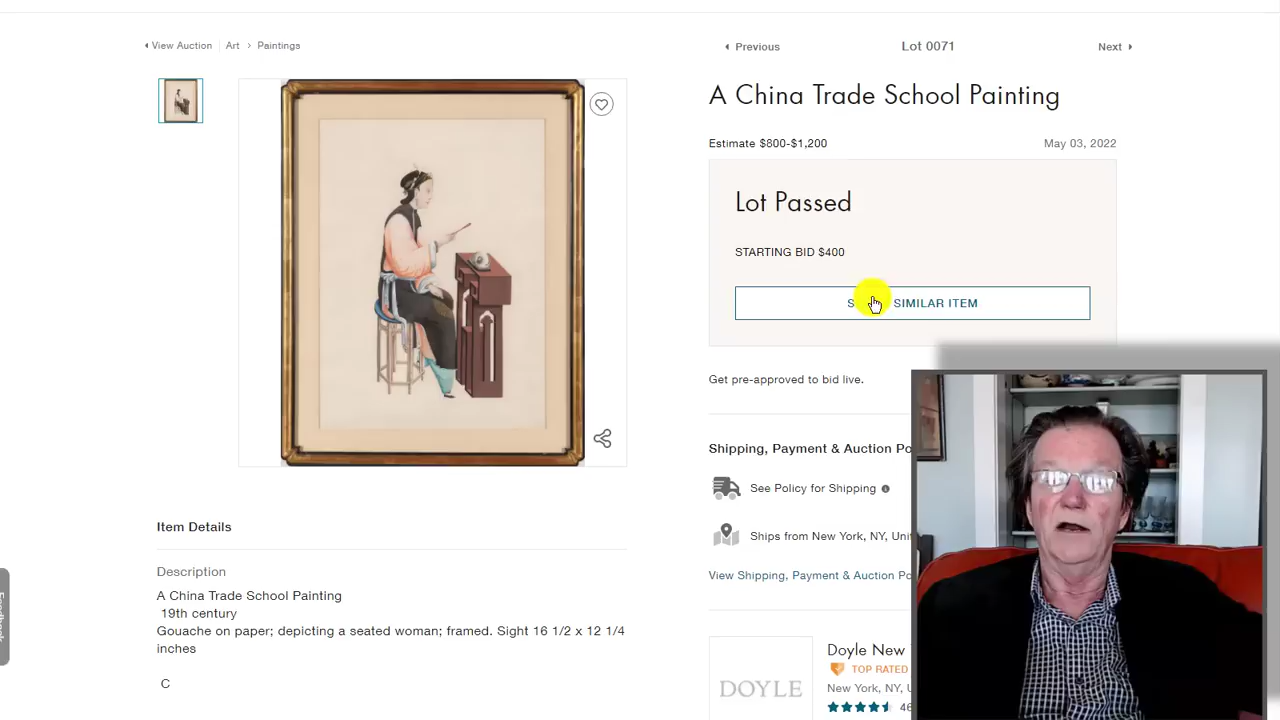 View Auction
Art
Paintings
Previous
Lot 0071
Next
A China Trade School Painting
Estimate $800-$1,200
May 03, 2022
Lot Passed
STARTING BID $400
SIMILAR ITEM
Get pre-approved to bid live.
Shipping, Payment & Auction
See Policy for Shipping
Ships from New York, NY,
View Shipping, Payment & Auction
Item Details
Description
A China Trade School Painting
19th century
Gouache on paper; depicting a seated woman; framed. Sight 16 1/2 x 12 1/4
inches
C
DOYLE
Doyle New
TOP RATED
New York, NY,
Feedback